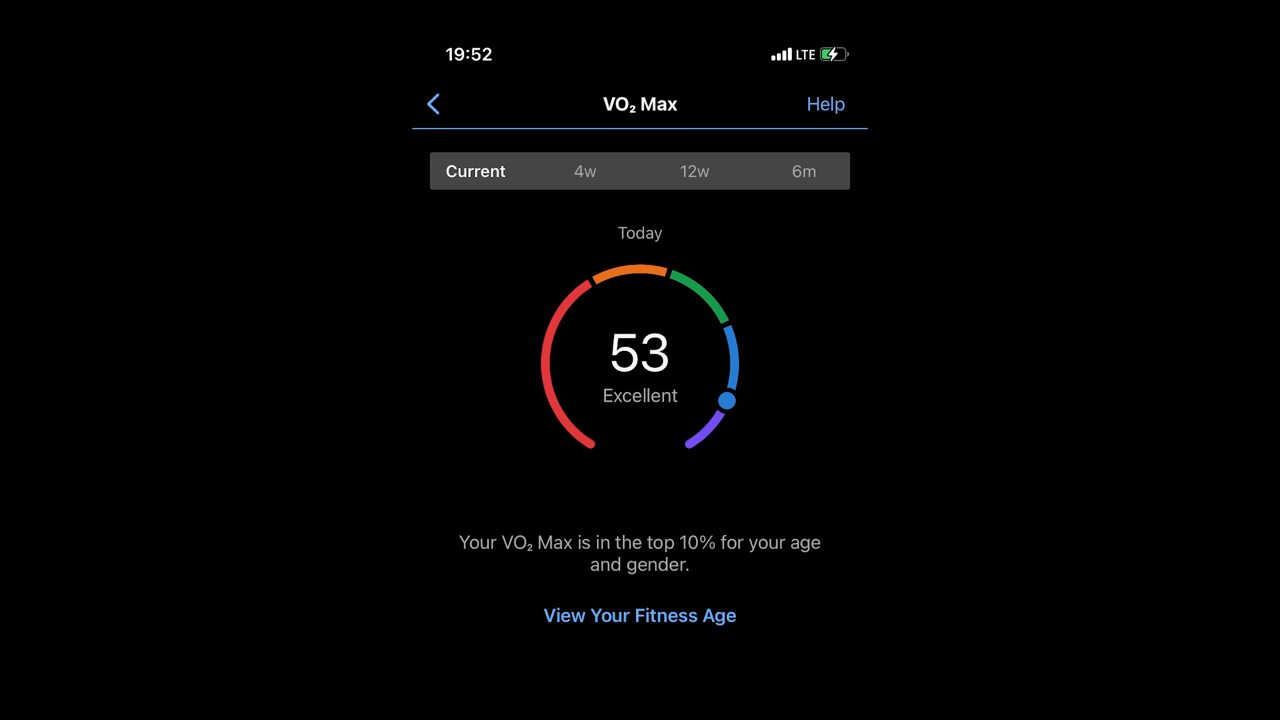 19:52 LTE
VO₂ Max Help
Current 4w 12w 6m
Today
53
Excellent
Your VO₂ Max is in the top 10% for your age
and gender.
View Your Fitness Age